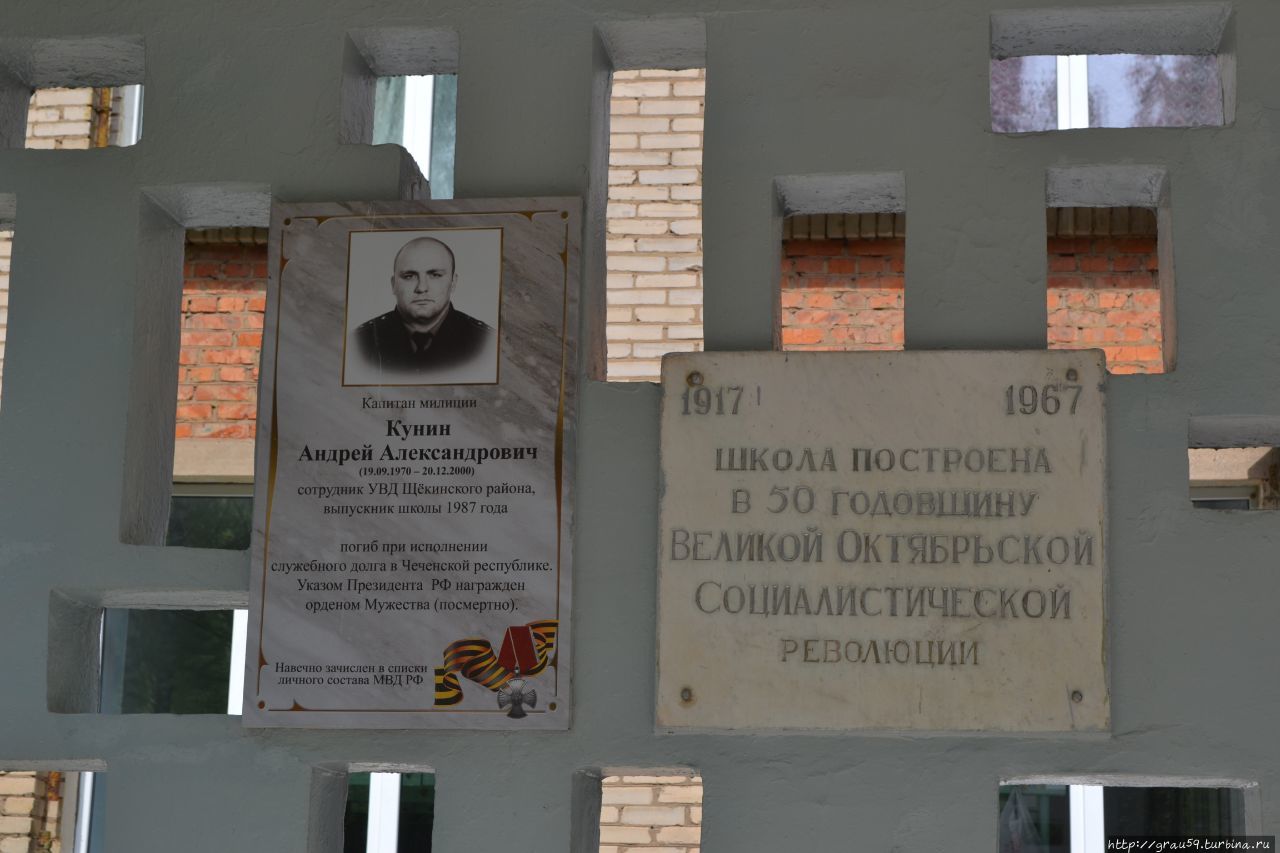 Капитан милиции
Кунин
Андрей Александрович
(19.09.1970 – 20.12.2000)
сотрудник УВД Щёкинского района,
выпускник школы 1987 года
погиб при исполнении
служебного долга в Чеченской республике.
Указом Президента РФ награжден
орденом Мужества (посмертно).
Навечно зачислен в списки
личного состава МВД РФ
1917 1967
ШКОЛА ПОСТРОЕНА
В 50 ГОДОВЩИНУ
ВЕЛИКОЙ ОКТЯБРЬСКОЙ
СОЦИАЛИСТИЧЕСКОЙ
РЕВОЛЮЦИИ
http://grau59.turbina.ru